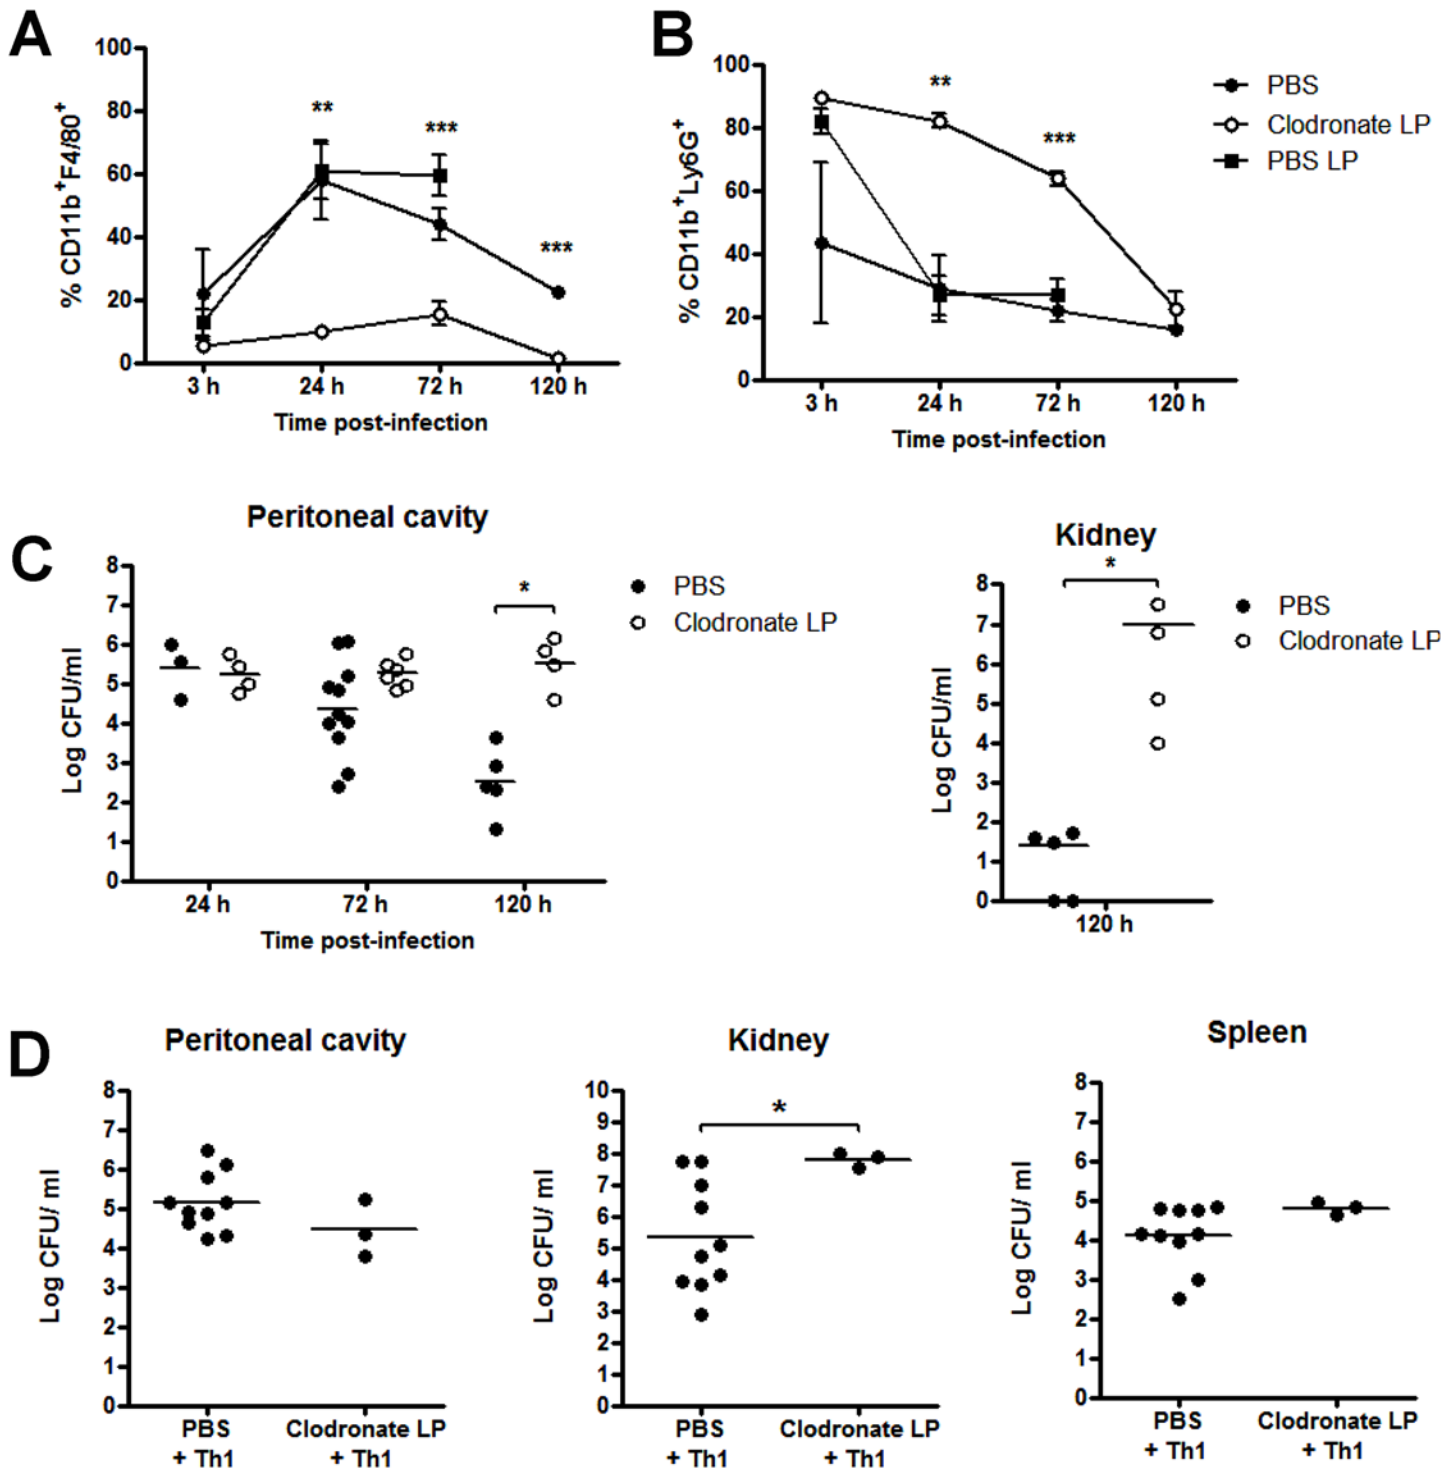 A
% CD11b+F4/80+
100
80
60
40
20
0
**
***
***
3 h 24 h 72 h 120 h
Time post-infection
B
% CD11b+Ly6G+
100
80
60
40
20
0
**
***
3 h 24 h 72 h 120 h
Time post-infection
PBS
Clodronate LP
PBS LP
C
Peritoneal cavity
Log CFU/ml
8
7
6
5
4
3
2
1
0
*
24 h 72 h 120 h
Time post-infection
PBS
Clodronate LP
Kidney
Log CFU/ml
8
7
6
5
4
3
2
1
0
*
120 h
PBS
Clodronate LP
D
Peritoneal cavity
Log CFU/ ml
8
7
6
5
4
3
2
1
0
PBS Clodronate LP
+ Th1 + Th1
Kidney
Log CFU/ ml
10
9
8
7
6
5
4
3
2
1
0
*
PBS Clodronate LP
+ Th1 + Th1
Spleen
Log CFU/ ml
8
7
6
5
4
3
2
1
0
PBS Clodronate LP
+ Th1 + Th1